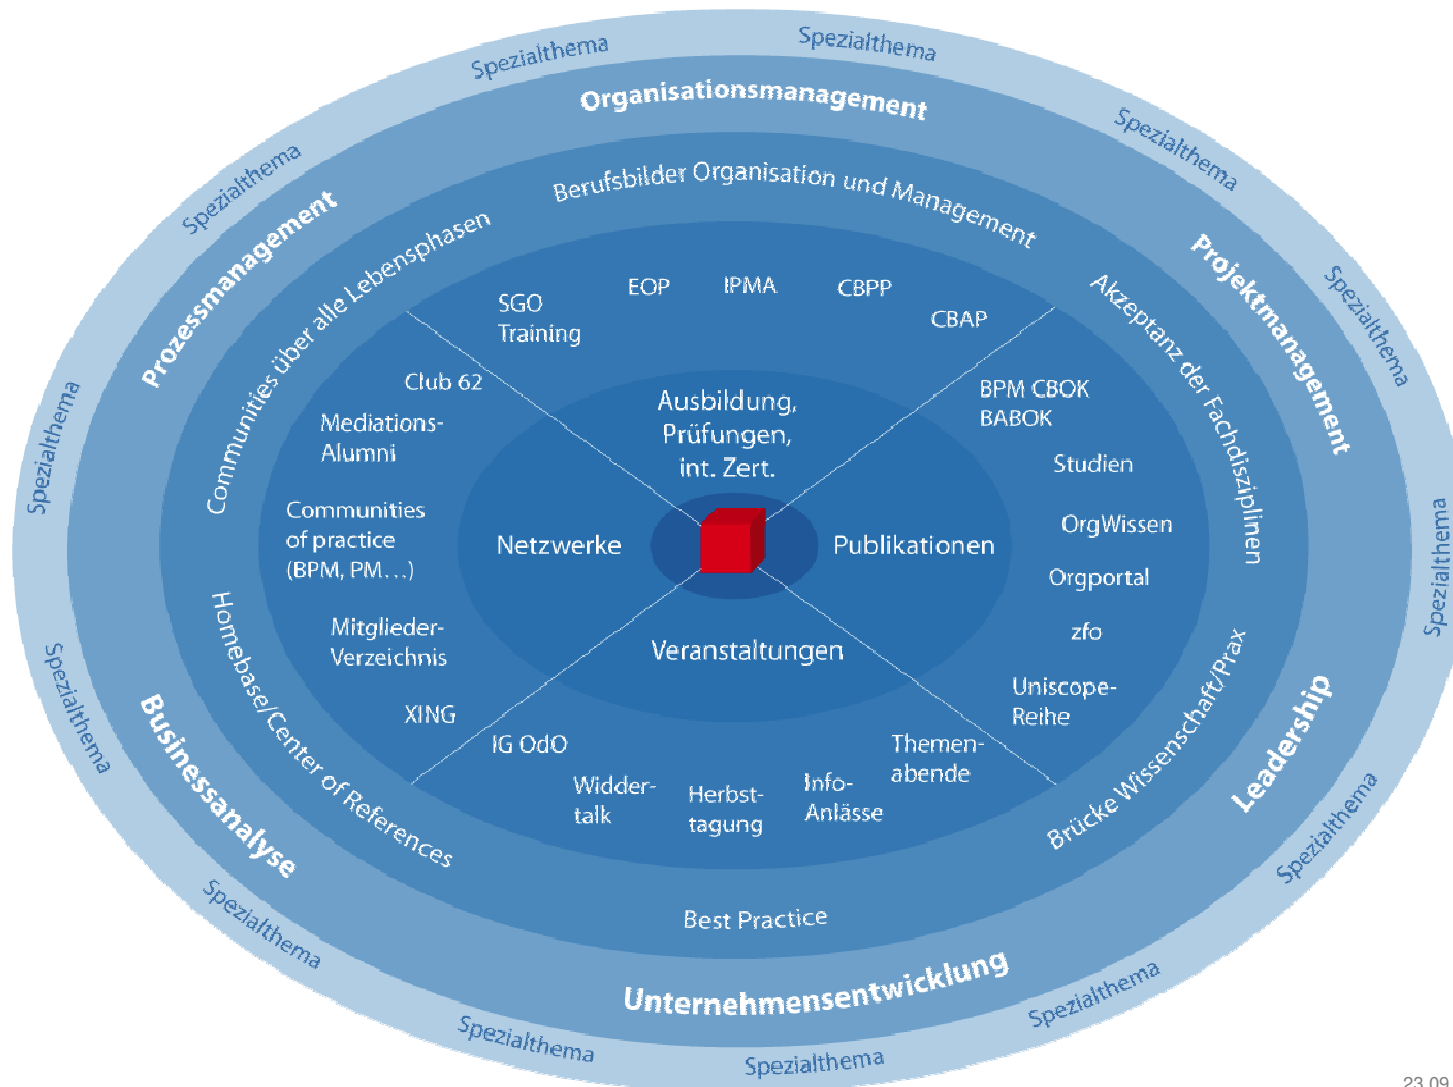 Spezialthema
Spezialthema
Spezialthema
Spezialthema
Spezialthema
Spezialthema
Spezialthema
Spezialthema
Spezialthema
Spezialthema
Spezialthema
Spezialthema
Spezialthema
Organisationsmanagement
Projektmanagement
Leadership
Unternehmensentwicklung
Businessanalyse
Prozessmanagement
Berufsbilder Organisation und Management
Akzeptanz der Fachdisziplinen
Brücke Wissenschaft/Prax
Best Practice
Homebase/Center of References
Communities über alle Lebensphasen
SGO
Training
EOP
IPMA
CBPP
CBAP
Ausbildung,
Prüfungen,
int. Zert.
BPM CBOK
BABOK
Studien
OrgWissen
Orgportal
zfo
Uniscope-
Reihe
Publikationen
Themen-
abende
Info-
Anlässe
Herbst-
tagung
Widder-
talk
IG OdO
Veranstaltungen
XING
Mitglieder-
Verzeichnis
Communities
of practice
(BPM, PM…)
Mediations-
Alumni
Club 62
Netzwerke
23.09